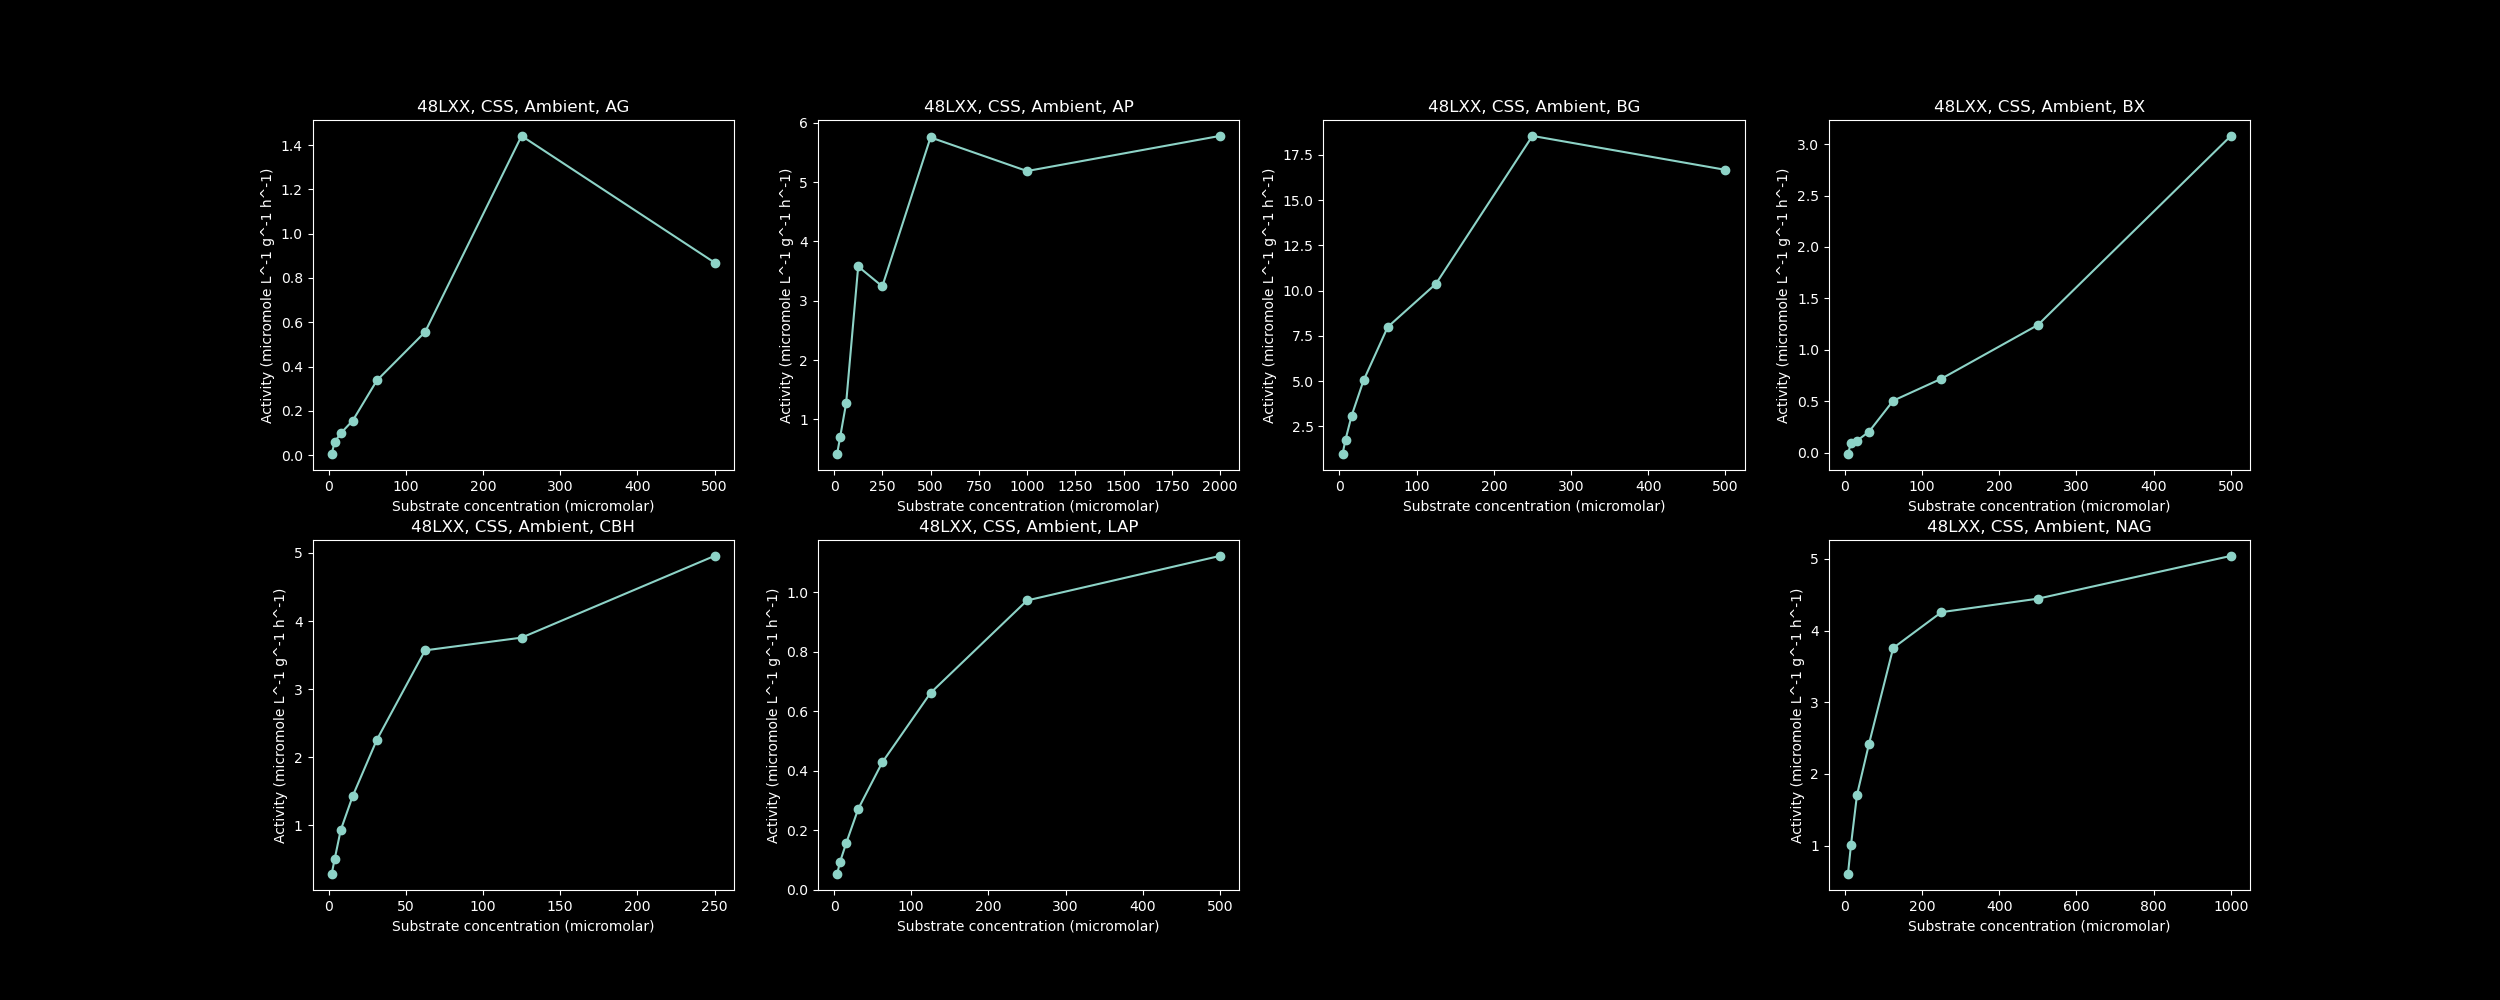 48LXX, CSS, Ambient, AG
Activity (micromole L^-1 g^-1 h^-1)
1.4
1.2
1.0
0.8
0.6
0.4
0.2
0.0
0 100 200 300 400 500
Substrate concentration (micromolar)
48LXX, CSS, Ambient, AP
Activity (micromole L^-1 g^-1 h^-1)
6
5
4
3
2
1
0 250 500 750 1000 1250 1500 1750 2000
Substrate concentration (micromolar)
48LXX, CSS, Ambient, BG
Activity (micromole L^-1 g^-1 h^-1)
17.5
15.0
12.5
10.0
7.5
5.0
2.5
0 100 200 300 400 500
Substrate concentration (micromolar)
48LXX, CSS, Ambient, BX
Activity (micromole L^-1 g^-1 h^-1)
3.0
2.5
2.0
1.5
1.0
0.5
0.0
0 100 200 300 400 500
Substrate concentration (micromolar)
48LXX, CSS, Ambient, CBH
Activity (micromole L^-1 g^-1 h^-1)
5
4
3
2
1
0 50 100 150 200 250
Substrate concentration (micromolar)
48LXX, CSS, Ambient, LAP
Activity (micromole L^-1 g^-1 h^-1)
1.0
0.8
0.6
0.4
0.2
0.0
0 100 200 300 400 500
Substrate concentration (micromolar)
48LXX, CSS, Ambient, NAG
Activity (micromole L^-1 g^-1 h^-1)
5
4
3
2
1
0 200 400 600 800 1000
Substrate concentration (micromolar)